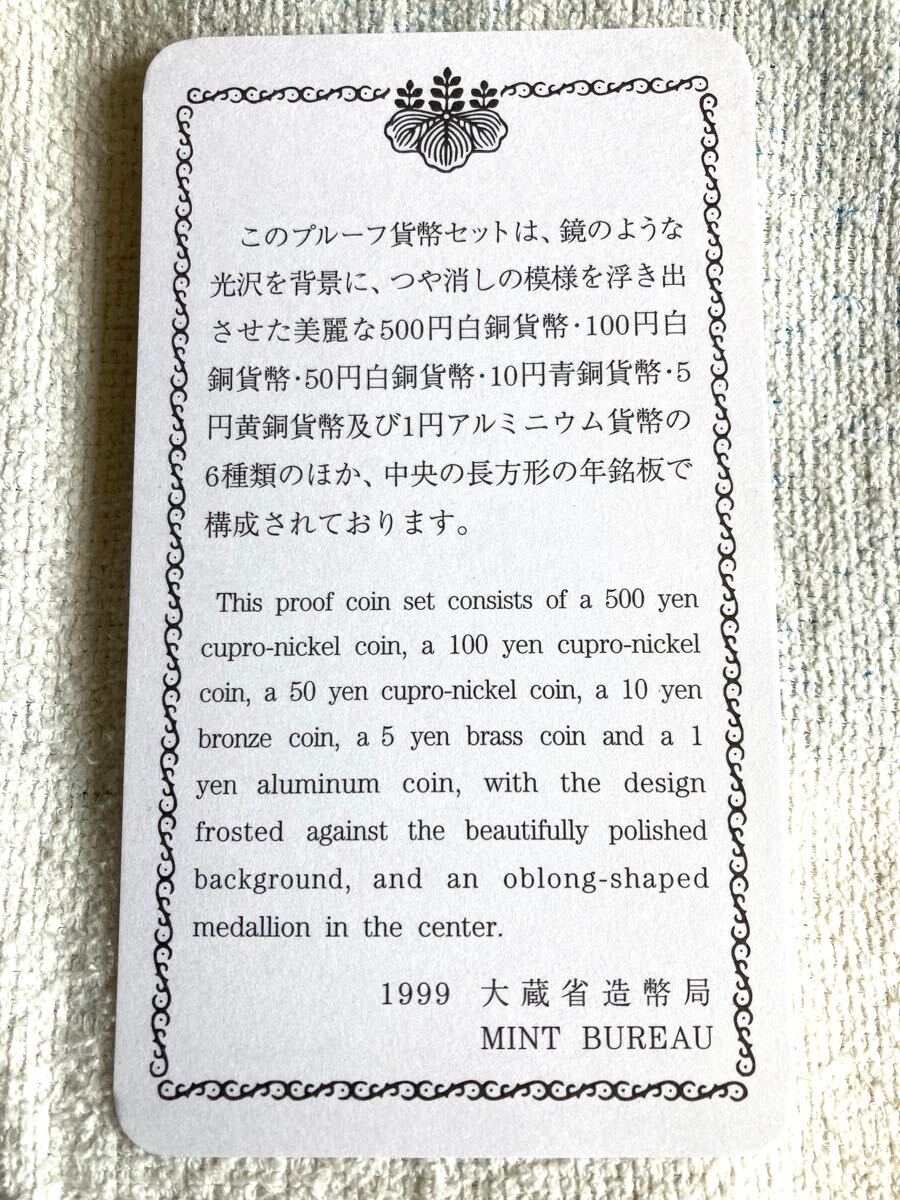 このプルーフ貨幣セットは、鏡のような
光沢を背景に、つや消しの模様を浮き出
させた美麗な500円白銅貨幣・100円白
銅貨幣・50円白銅貨幣・10円青銅貨幣・5
円黄銅貨幣及び1円アルミニウム貨幣の
6種類のほか、中央の長方形の年銘板で
構成されております。
This proof coin set consists of a 500 yen
cupro-nickel coin, a 100 yen cupro-nickel
coin, a 50 yen cupro-nickel coin, a 10 yen
bronze coin, a 5 yen brass coin and a 1
yen aluminum coin, with the design
frosted against the beautifully polished
background, and an oblong-shaped
medallion in the center.
1999 大蔵省造幣局
MINT BUREAU